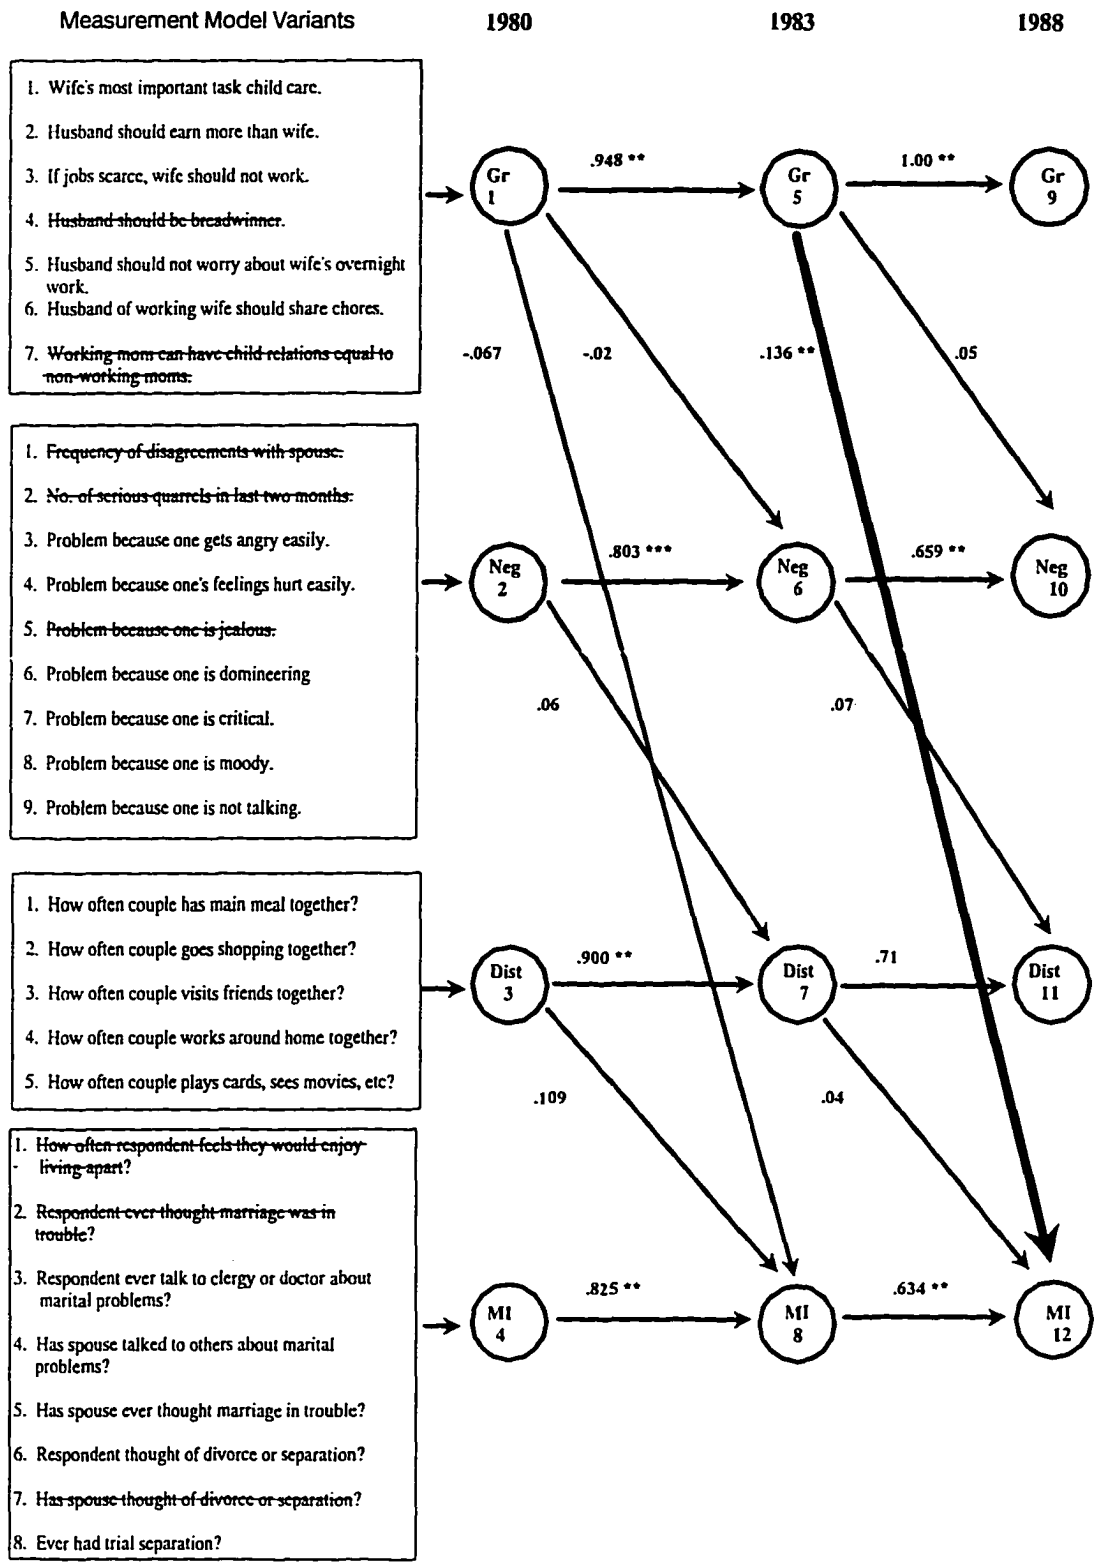 Measurement Model Variants
1980
1983
1988
1. Wife's most important task child care.
2. Husband should earn more than wife.
3. If jobs scarce, wife should not work.
4. Husband should be breadwinner.
5. Husband should not worry about wife's overnight
work.
6. Husband of working wife should share chores.
7. Working mom can have child relations equal to
non-working moms.
Gr
1
.948 **
Gr
5
1.00 **
Gr
9
-.067
-.02
.136 **
.05
1. Frequency of disagreements with spouse.
2. No. of serious quarrels in last two months.
3. Problem because one gets angry easily.
4. Problem because one's feelings hurt easily.
5. Problem because one is jealous.
6. Problem because one is domineering
7. Problem because one is critical.
8. Problem because one is moody.
9. Problem because one is not talking.
Neg
2
.803 ***
Neg
6
.659 **
Neg
10
.06
.07
1. How often couple has main meal together?
2. How often couple goes shopping together?
3. How often couple visits friends together?
4. How often couple works around home together?
5. How often couple plays cards, sees movies, etc?
Dist
3
.900 **
Dist
7
.71
Dist
11
.109
.04
1. How often respondent feels they would enjoy
- living apart?
2. Respondent ever thought marriage was in
trouble?
3. Respondent ever talk to clergy or doctor about
marital problems?
4. Has spouse talked to others about marital
problems?
5. Has spouse ever thought marriage in trouble?
6. Respondent thought of divorce or separation?
7. Has spouse thought of divorce or separation?
8. Ever had trial separation?
MI
4
.825 **
MI
8
.634 **
MI
12